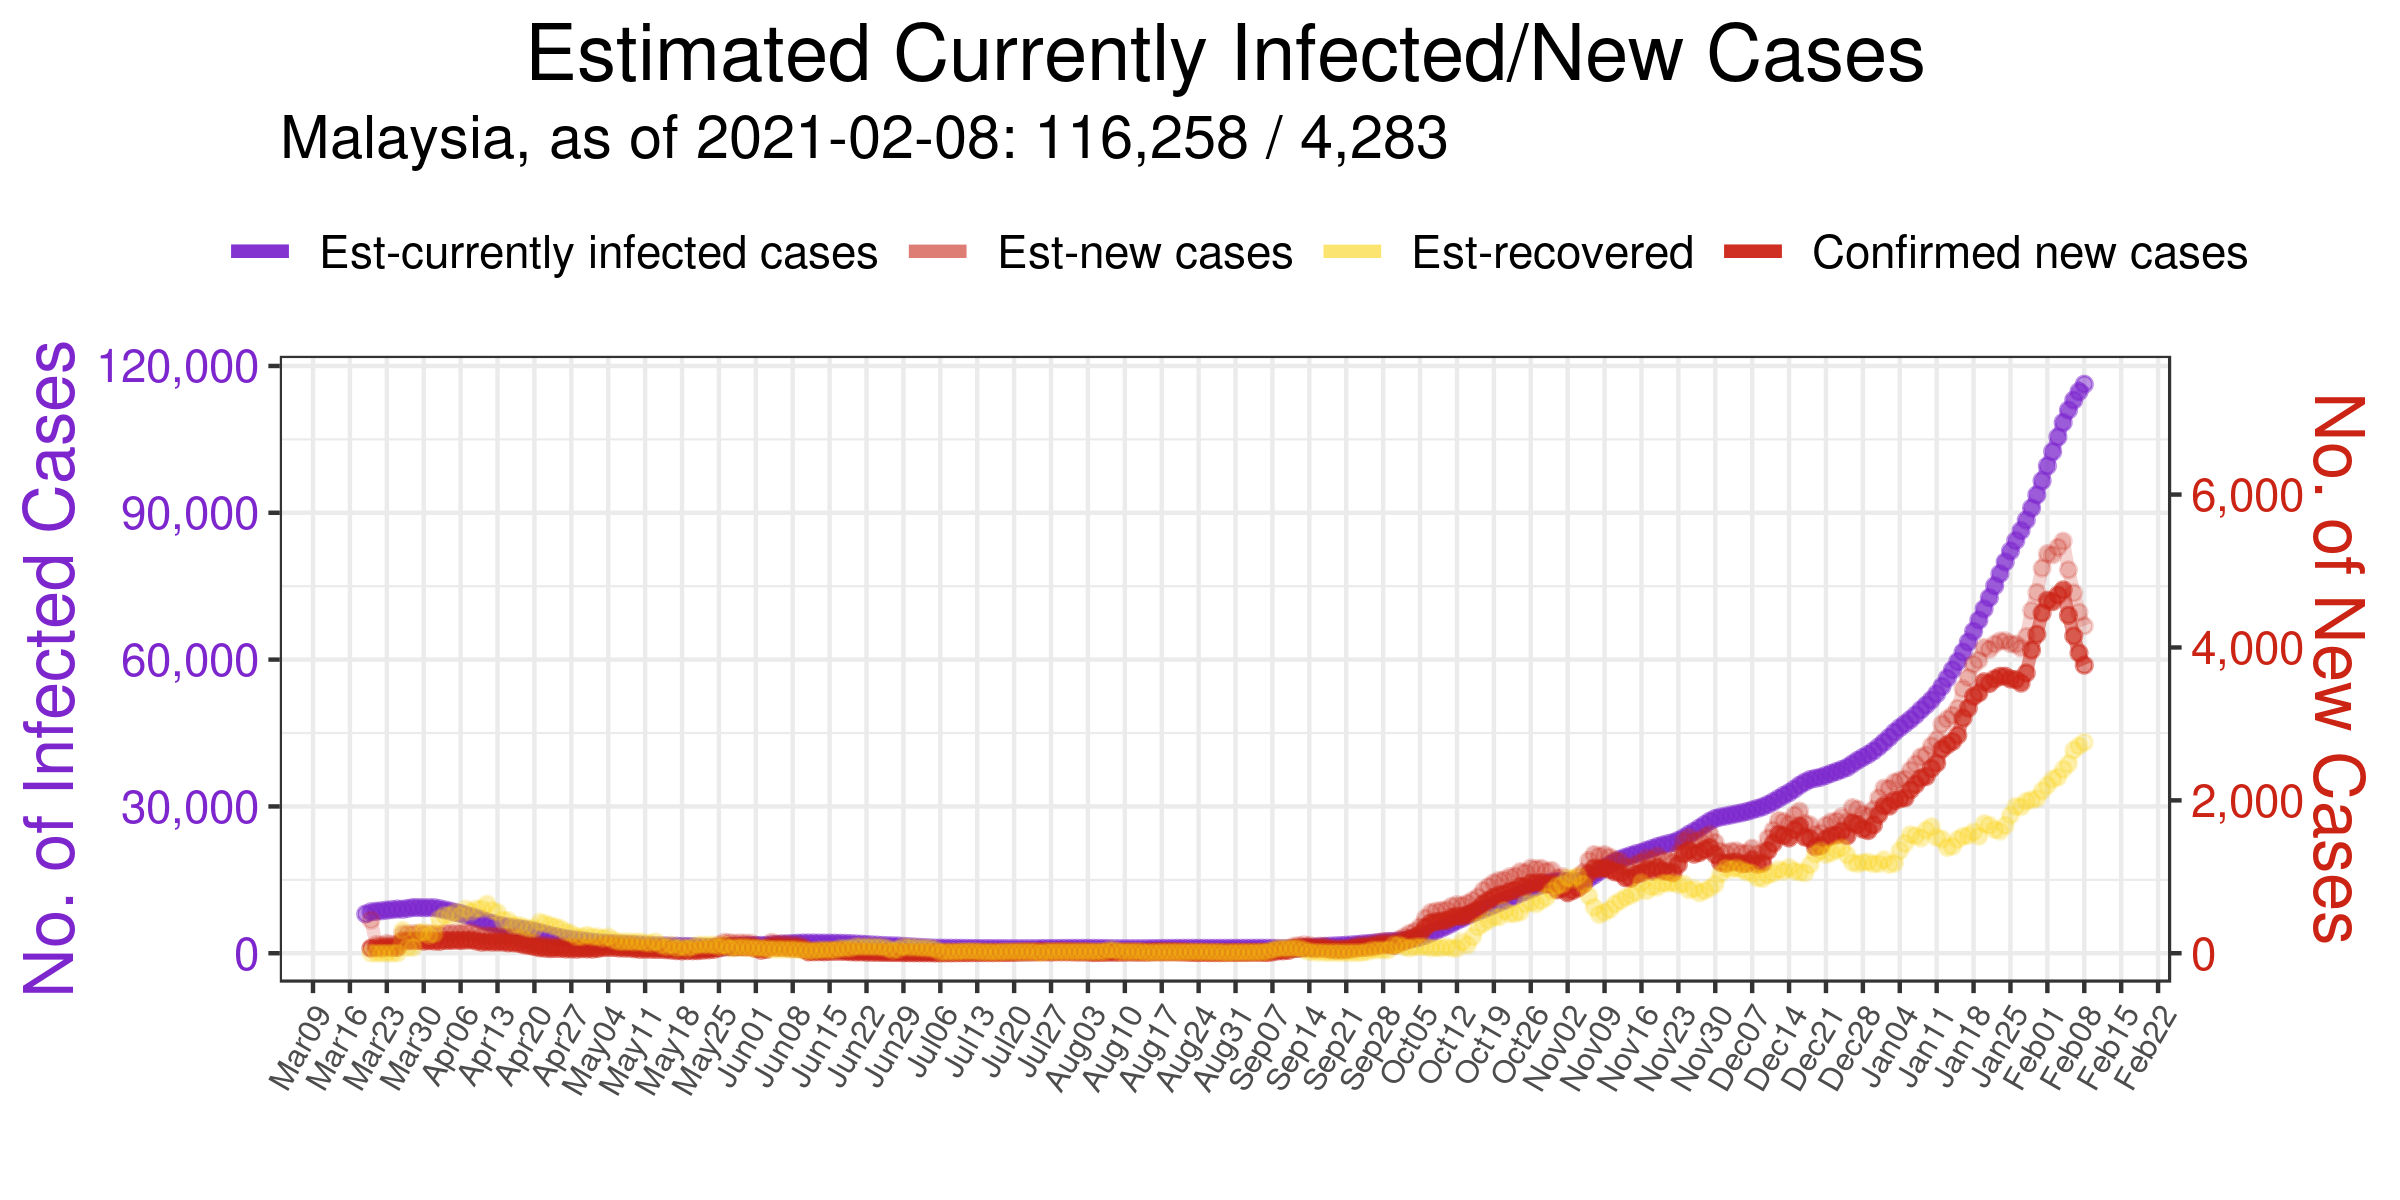 Estimated Currently Infected/New Cases
Malaysia, as of 2021-02-08: 116,258 / 4,283
Est-currently infected cases Est-new cases Est-recovered Confirmed new cases
No. of Infected Cases
120,000
90,000
60,000
30,000
0
6,000
4,000
2,000
0
No. of New Cases
Mar09 Mar16 Mar23 Mar30 Apr06 Apr13 Apr20 Apr27 May04 May11 May18 May25 Jun01 Jun08 Jun15 Jun22 Jun29 Jul06 Jul13 Jul20 Jul27 Aug03 Aug10 Aug17 Aug24 Aug31 Sep07 Sep14 Sep21 Sep28 Oct05 Oct12 Oct19 Oct26 Nov02 Nov09 Nov16 Nov23 Nov30 Dec07 Dec14 Dec21 Dec28 Jan04 Jan11 Jan18 Jan25 Feb01 Feb08 Feb15 Feb22